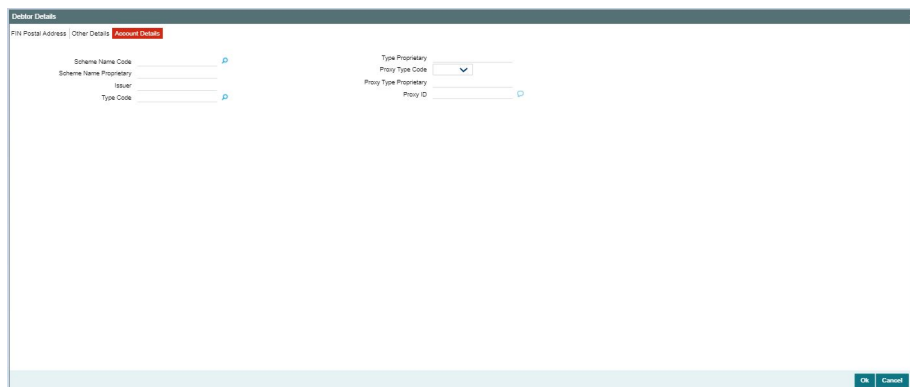 Debtor Details
FIN Postal Address Other Details Account Details
Scheme Name Code
Scheme Name Proprietary
Issuer
Type Code
Type Proprietary
Proxy Type Code
Proxy Type Proprietary
Proxy ID
Ok Cancel